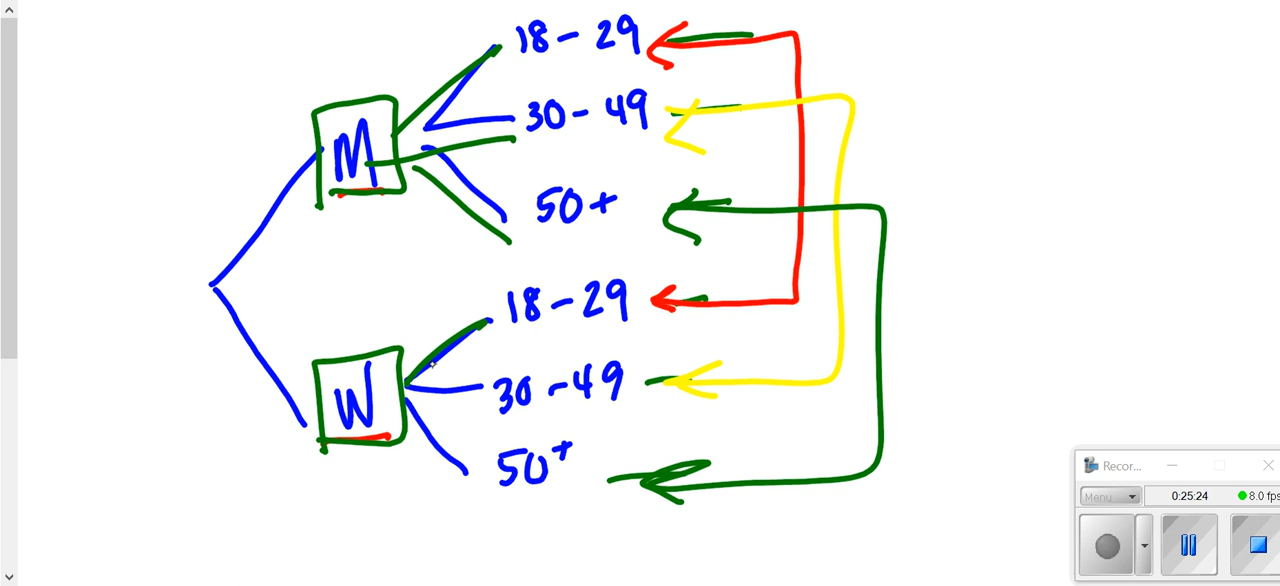 18 - 29
30 - 49
M
50+
18 - 29
30 - 49
W
50+
Recor...
Menu
0:25:24
8.0 fps